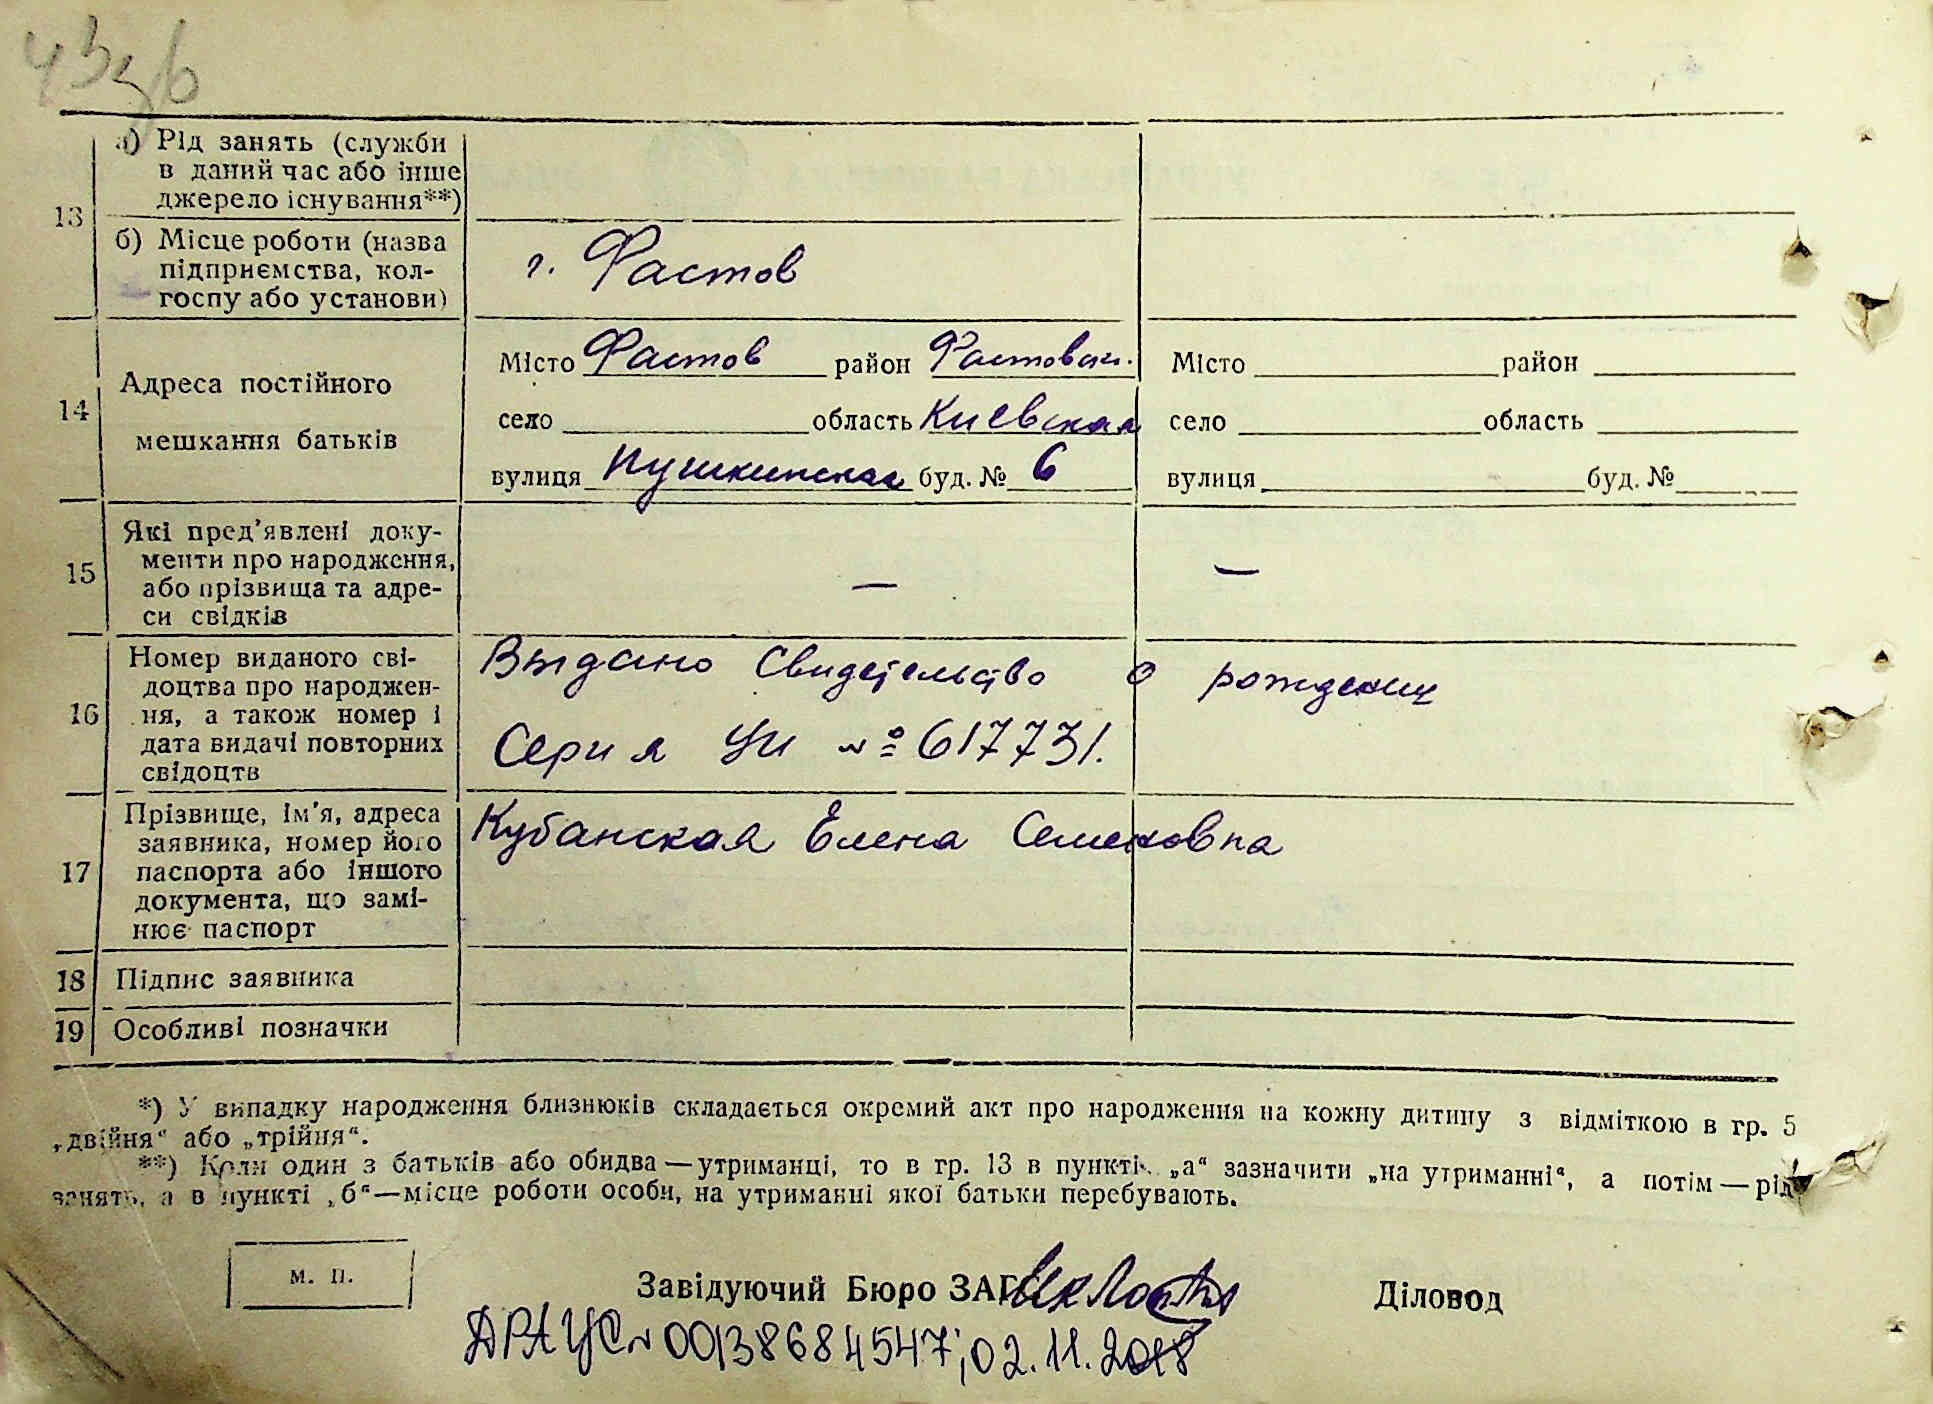 13
а) Рід занять (служби
в даний час або інше
джерело існування**)
б) Місце роботи (назва
підприємства, кол-
госпу або установи)
г. Фастов
14
Адреса постійного
мешкання батьків
Місто Фастов район Фастовск.
село область Киевская
вулиця Пушкинская буд. № 6
Місто район
село область
вулиця буд. №
15
Які пред'явлені доку-
менти про народження,
або прізвища та адре-
си свідків
—
—
16
Номер виданого сві-
доцтва про народжен-
ня, а також номер і
дата видачі повторних
свідоцтв
Выдано Свидетельство о рождении
Серия УИ № 617731.
17
Прізвище, ім'я, адреса
заявника, номер його
паспорта або іншого
документа, що замі-
нює паспорт
Кубанская Елена Семеновна
18 Підпис заявника
19 Особливі позначки
*) У випадку народження близнюків складається окремий акт про народження на кожну дитину з відміткою в гр. 5
„двійня“ або „трійня“.
**) Коли один з батьків або обидва—утриманці, то в гр. 13 в пункті „а“ зазначити „на утриманні“, а потім—рід
занять, а в пункті „б“—місце роботи особи, на утриманні якої батьки перебувають.
м. п.
Завідуючий Бюро ЗАГС
Діловод
ДРАЦС № 00138684547; 02.11.2018